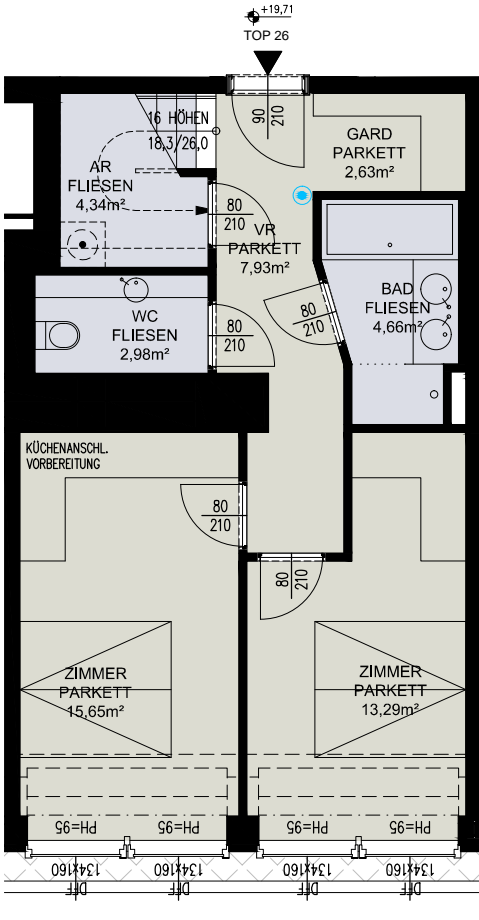 +19,71
TOP 26
16 HÖHEN
18,3/26,0
90
210
GARD
PARKETT
2,63m²
AR
FLIESEN
4,34m²
80
210
VR
PARKETT
7,93m²
BAD
FLIESEN
4,66m²
80
210
WC
FLIESEN
2,98m²
80
210
KÜCHENANSCHL.
VORBEREITUNG
80
210
80
210
ZIMMER
PARKETT
15,65m²
ZIMMER
PARKETT
13,29m²
PH=95
PH=95
PH=95
PH=95
134x160
134x160
134x160
134x160
DFF
DFF
DFF
DFF